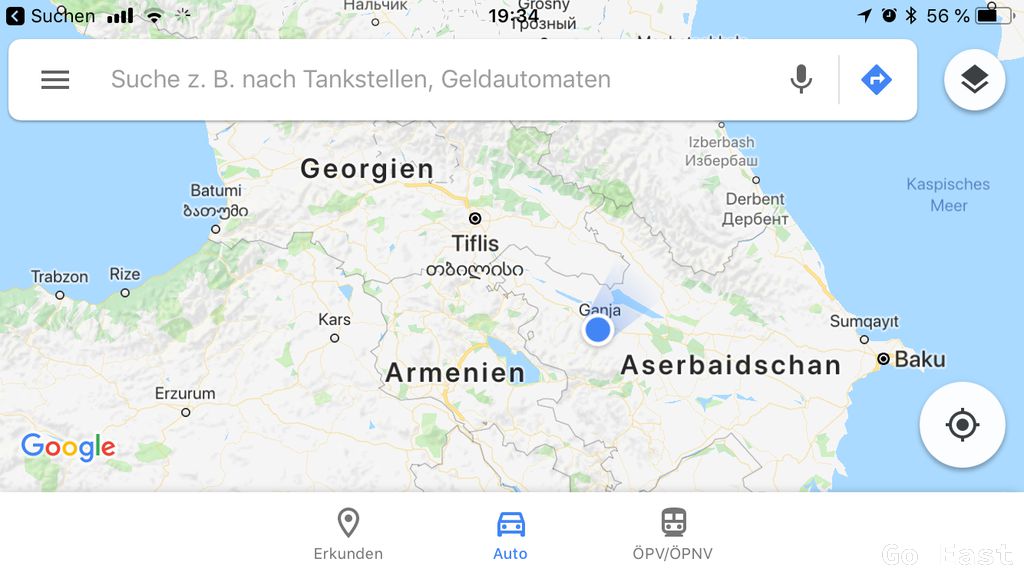 Suchen
19:34
56 %
Нальчик
Grosny
Грозный
Suche z. B. nach Tankstellen, Geldautomaten
Izberbash
Избербаш
Georgien
Kaspisches
Meer
Batumi
ბათუმი
Derbent
Дербент
Tiflis
თბილისი
Trabzon
Rize
Ganja
Kars
Sumqayıt
Baku
Armenien
Aserbaidschan
Erzurum
Google
Erkunden
Auto
ÖPV/ÖPNV
Go Fast